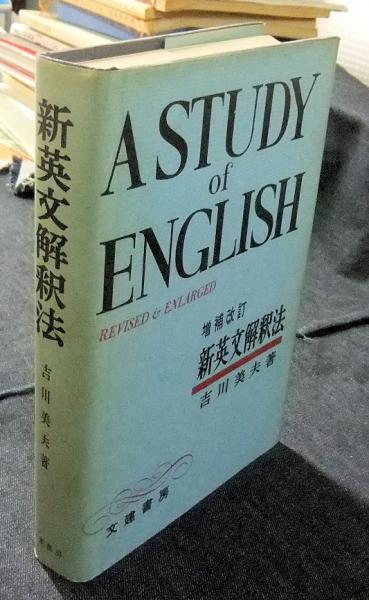 新英文解釈法
吉川美夫著
A STUDY
of
ENGLISH
REVISED & ENLARGED
増補改訂
新英文解釈法
吉川美夫著
文建書房